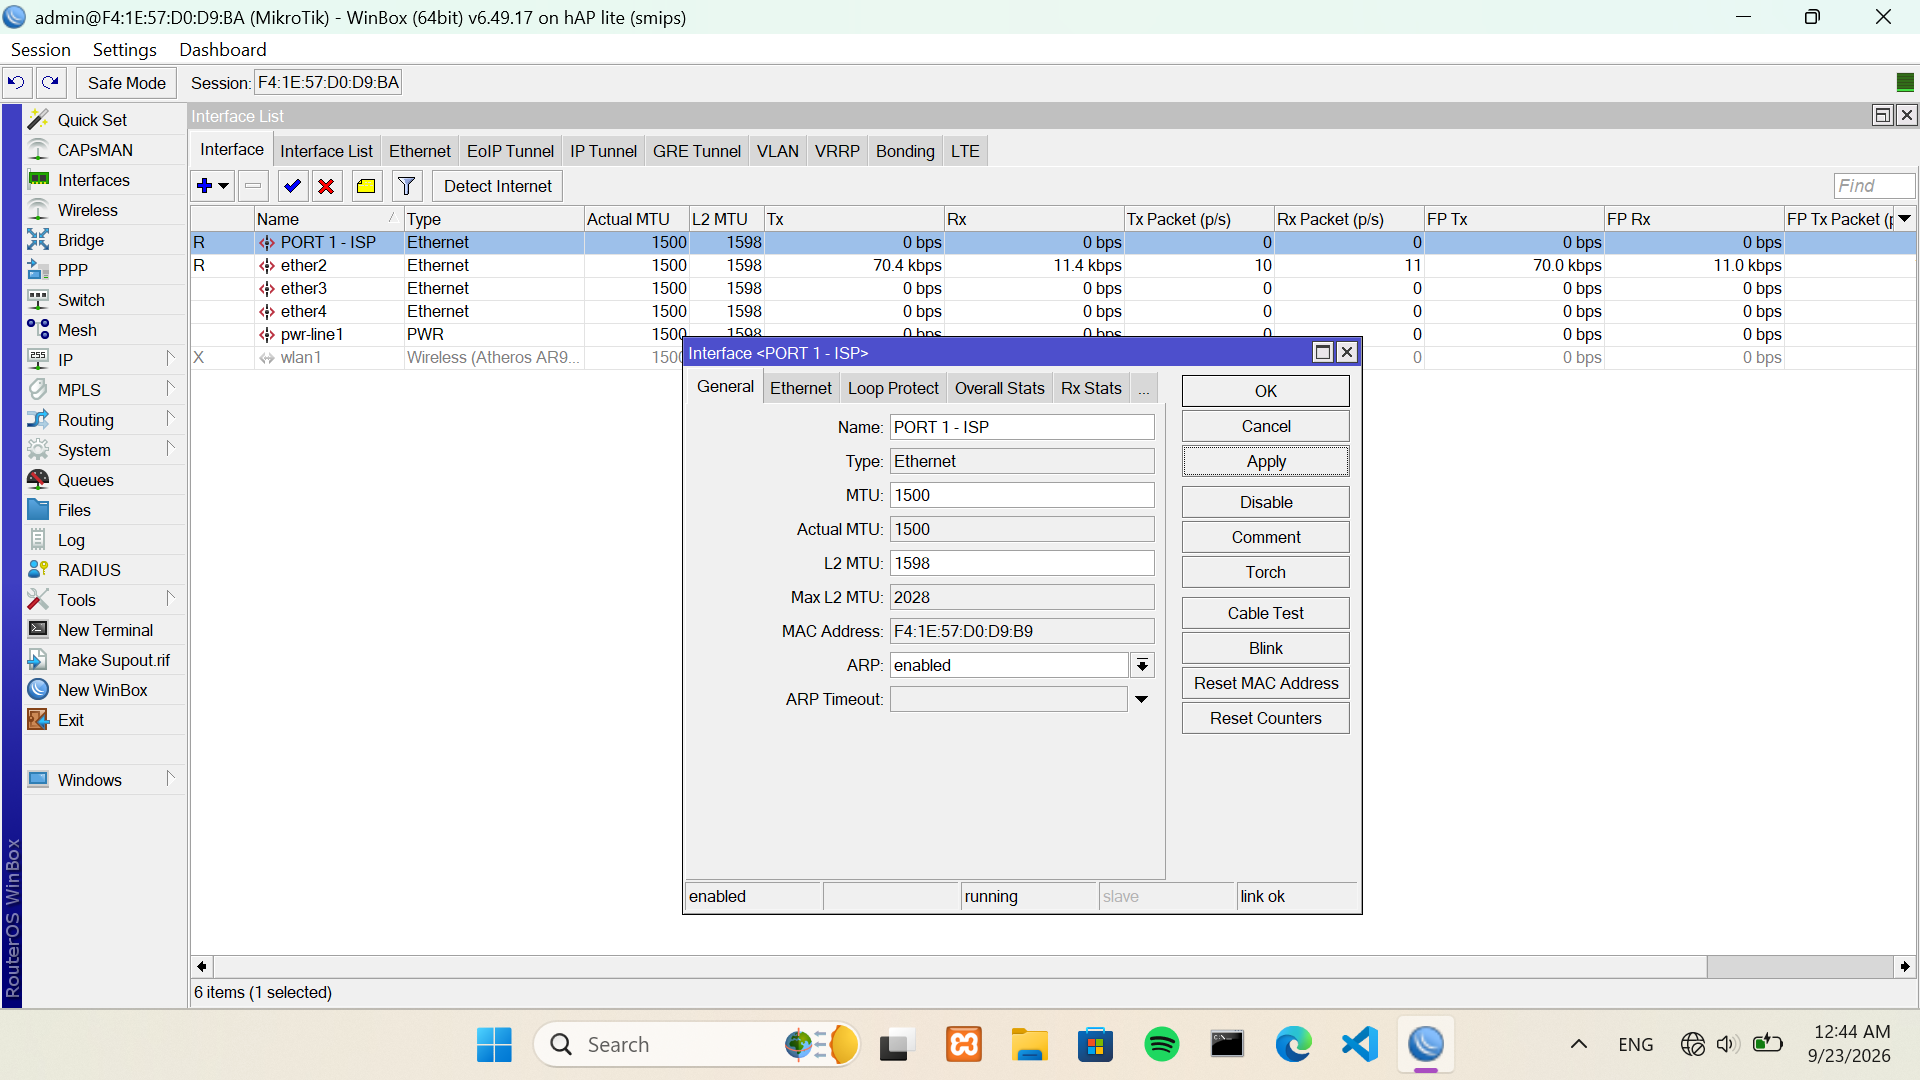 admin@F4:1E:57:D0:D9:BA (MikroTik) - WinBox (64bit) v6.49.17 on hAP lite (smips)
Session Settings Dashboard
Safe Mode Session: F4:1E:57:D0:D9:BA
Quick Set
CAPsMAN
Interfaces
Wireless
Bridge
PPP
Switch
Mesh
IP
MPLS
Routing
System
Queues
Files
Log
RADIUS
Tools
New Terminal
Make Supout.rif
New WinBox
Exit
Windows
RouterOS WinBox
Interface List
Interface Interface List Ethernet EoIP Tunnel IP Tunnel GRE Tunnel VLAN VRRP Bonding LTE
Detect Internet Find
Name Type Actual MTU L2 MTU Tx Rx Tx Packet (p/s) Rx Packet (p/s) FP Tx FP Rx FP Tx Packet (p
R PORT 1 - ISP Ethernet 1500 1598 0 bps 0 bps 0 0 0 bps 0 bps
R ether2 Ethernet 1500 1598 70.4 kbps 11.4 kbps 10 11 70.0 kbps 11.0 kbps
ether3 Ethernet 1500 1598 0 bps 0 bps 0 0 0 bps 0 bps
ether4 Ethernet 1500 1598 0 bps 0 bps 0 0 0 bps 0 bps
pwr-line1 PWR 1500 1598 0 bps 0 bps 0 0 0 bps 0 bps
X wlan1 Wireless (Atheros AR9... 1500 0 0 bps 0 bps
Interface <PORT 1 - ISP>
General Ethernet Loop Protect Overall Stats Rx Stats ...
Name: PORT 1 - ISP
Type: Ethernet
MTU: 1500
Actual MTU: 1500
L2 MTU: 1598
Max L2 MTU: 2028
MAC Address: F4:1E:57:D0:D9:B9
ARP: enabled
ARP Timeout:
OK
Cancel
Apply
Disable
Comment
Torch
Cable Test
Blink
Reset MAC Address
Reset Counters
enabled running slave link ok
6 items (1 selected)
Search
ENG
12:44 AM
9/23/2026